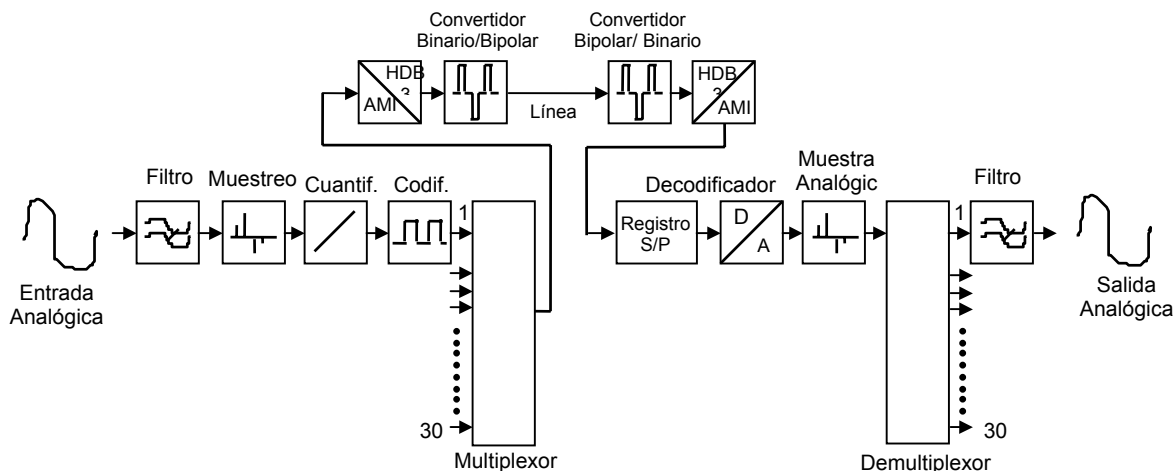 Convertidor
Binario/Bipolar
Convertidor
Bipolar/ Binario
HDB
3
AMI
Línea
HDB
3
AMI
Filtro
Muestreo
Cuantif.
Codif.
1
Entrada
Analógica
30
Multiplexor
Decodificador
Muestra
Analógic
Filtro
Registro
S/P
D
A
1
Salida
Analógica
30
Demultiplexor